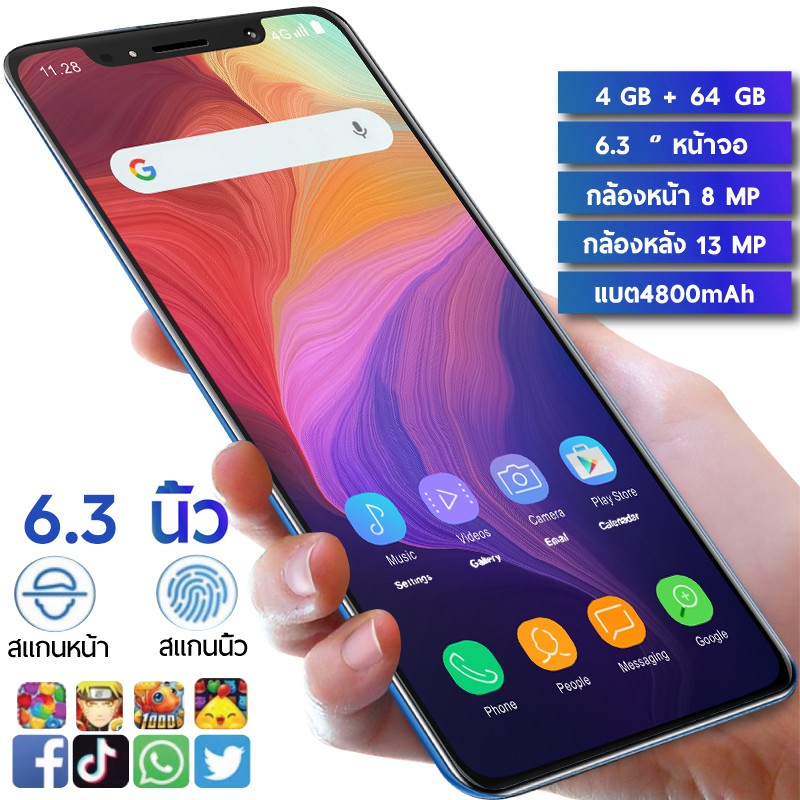 11.28
4G
G
4 GB + 64 GB
6.3 " หน้าจอ
กล้องหน้า 8 MP
กล้องหลัง 13 MP
แบต4800mAh
6.3 นิ้ว
สแกนหน้า
สแกนนิ้ว
Music
Videos
Camera
Play Store
Settings
Gallery
Email
Calenadar
Phone
People
Messaging
Google
1000
f